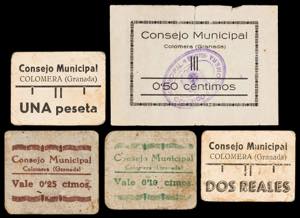 Consejo Municipal
COLOMERA (Granada)
UNA peseta
Consejo Municipal
Colomera (Granada)
0'50 céntimos
Consejo Municipal
Colomera (Granada)
Vale 0'25 ctmos.
Consejo Municipal
Colomera (Granada)
Vale 0'10 ctmos.
Consejo Municipal
COLOMERA (Granada)
DOS REALES